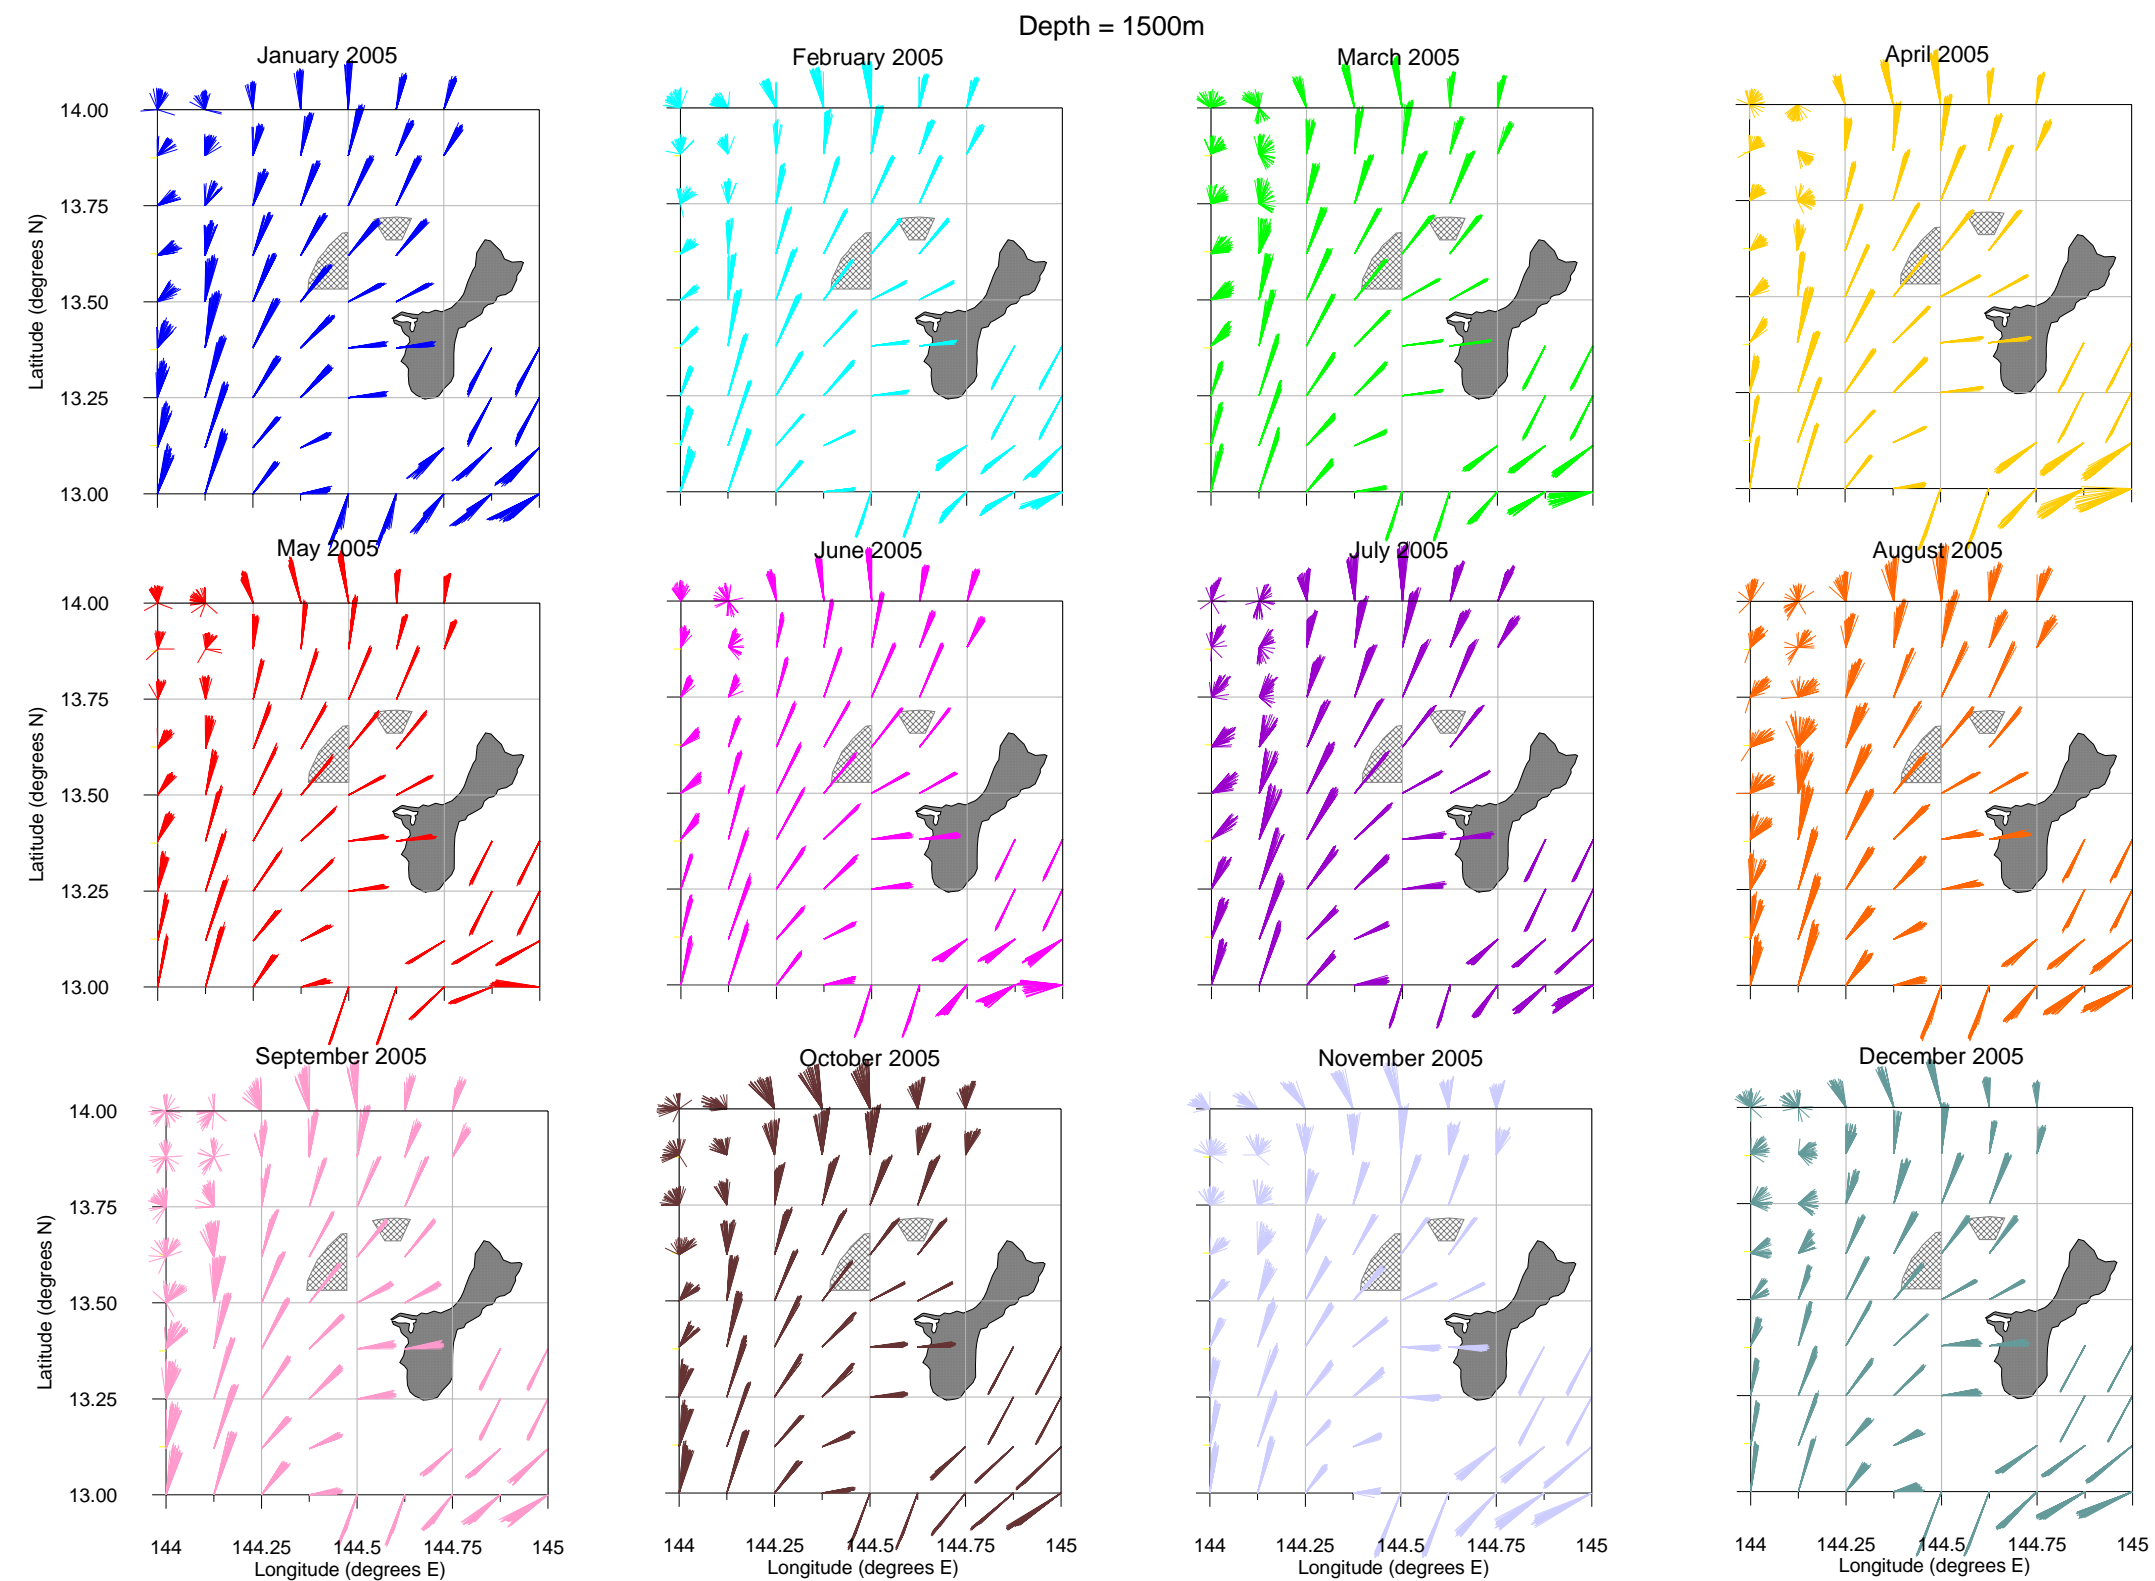 Depth = 1500m
January 2005
February 2005
March 2005
April 2005
14.00
13.75
13.50
13.25
13.00
Latitude (degrees N)
May 2005
June 2005
July 2005
August 2005
14.00
13.75
13.50
13.25
13.00
Latitude (degrees N)
September 2005
October 2005
November 2005
December 2005
14.00
13.75
13.50
13.25
13.00
Latitude (degrees N)
144 144.25 144.5 144.75 145
144 144.25 144.5 144.75 145
144 144.25 144.5 144.75 145
144 144.25 144.5 144.75 145
Longitude (degrees E)
Longitude (degrees E)
Longitude (degrees E)
Longitude (degrees E)